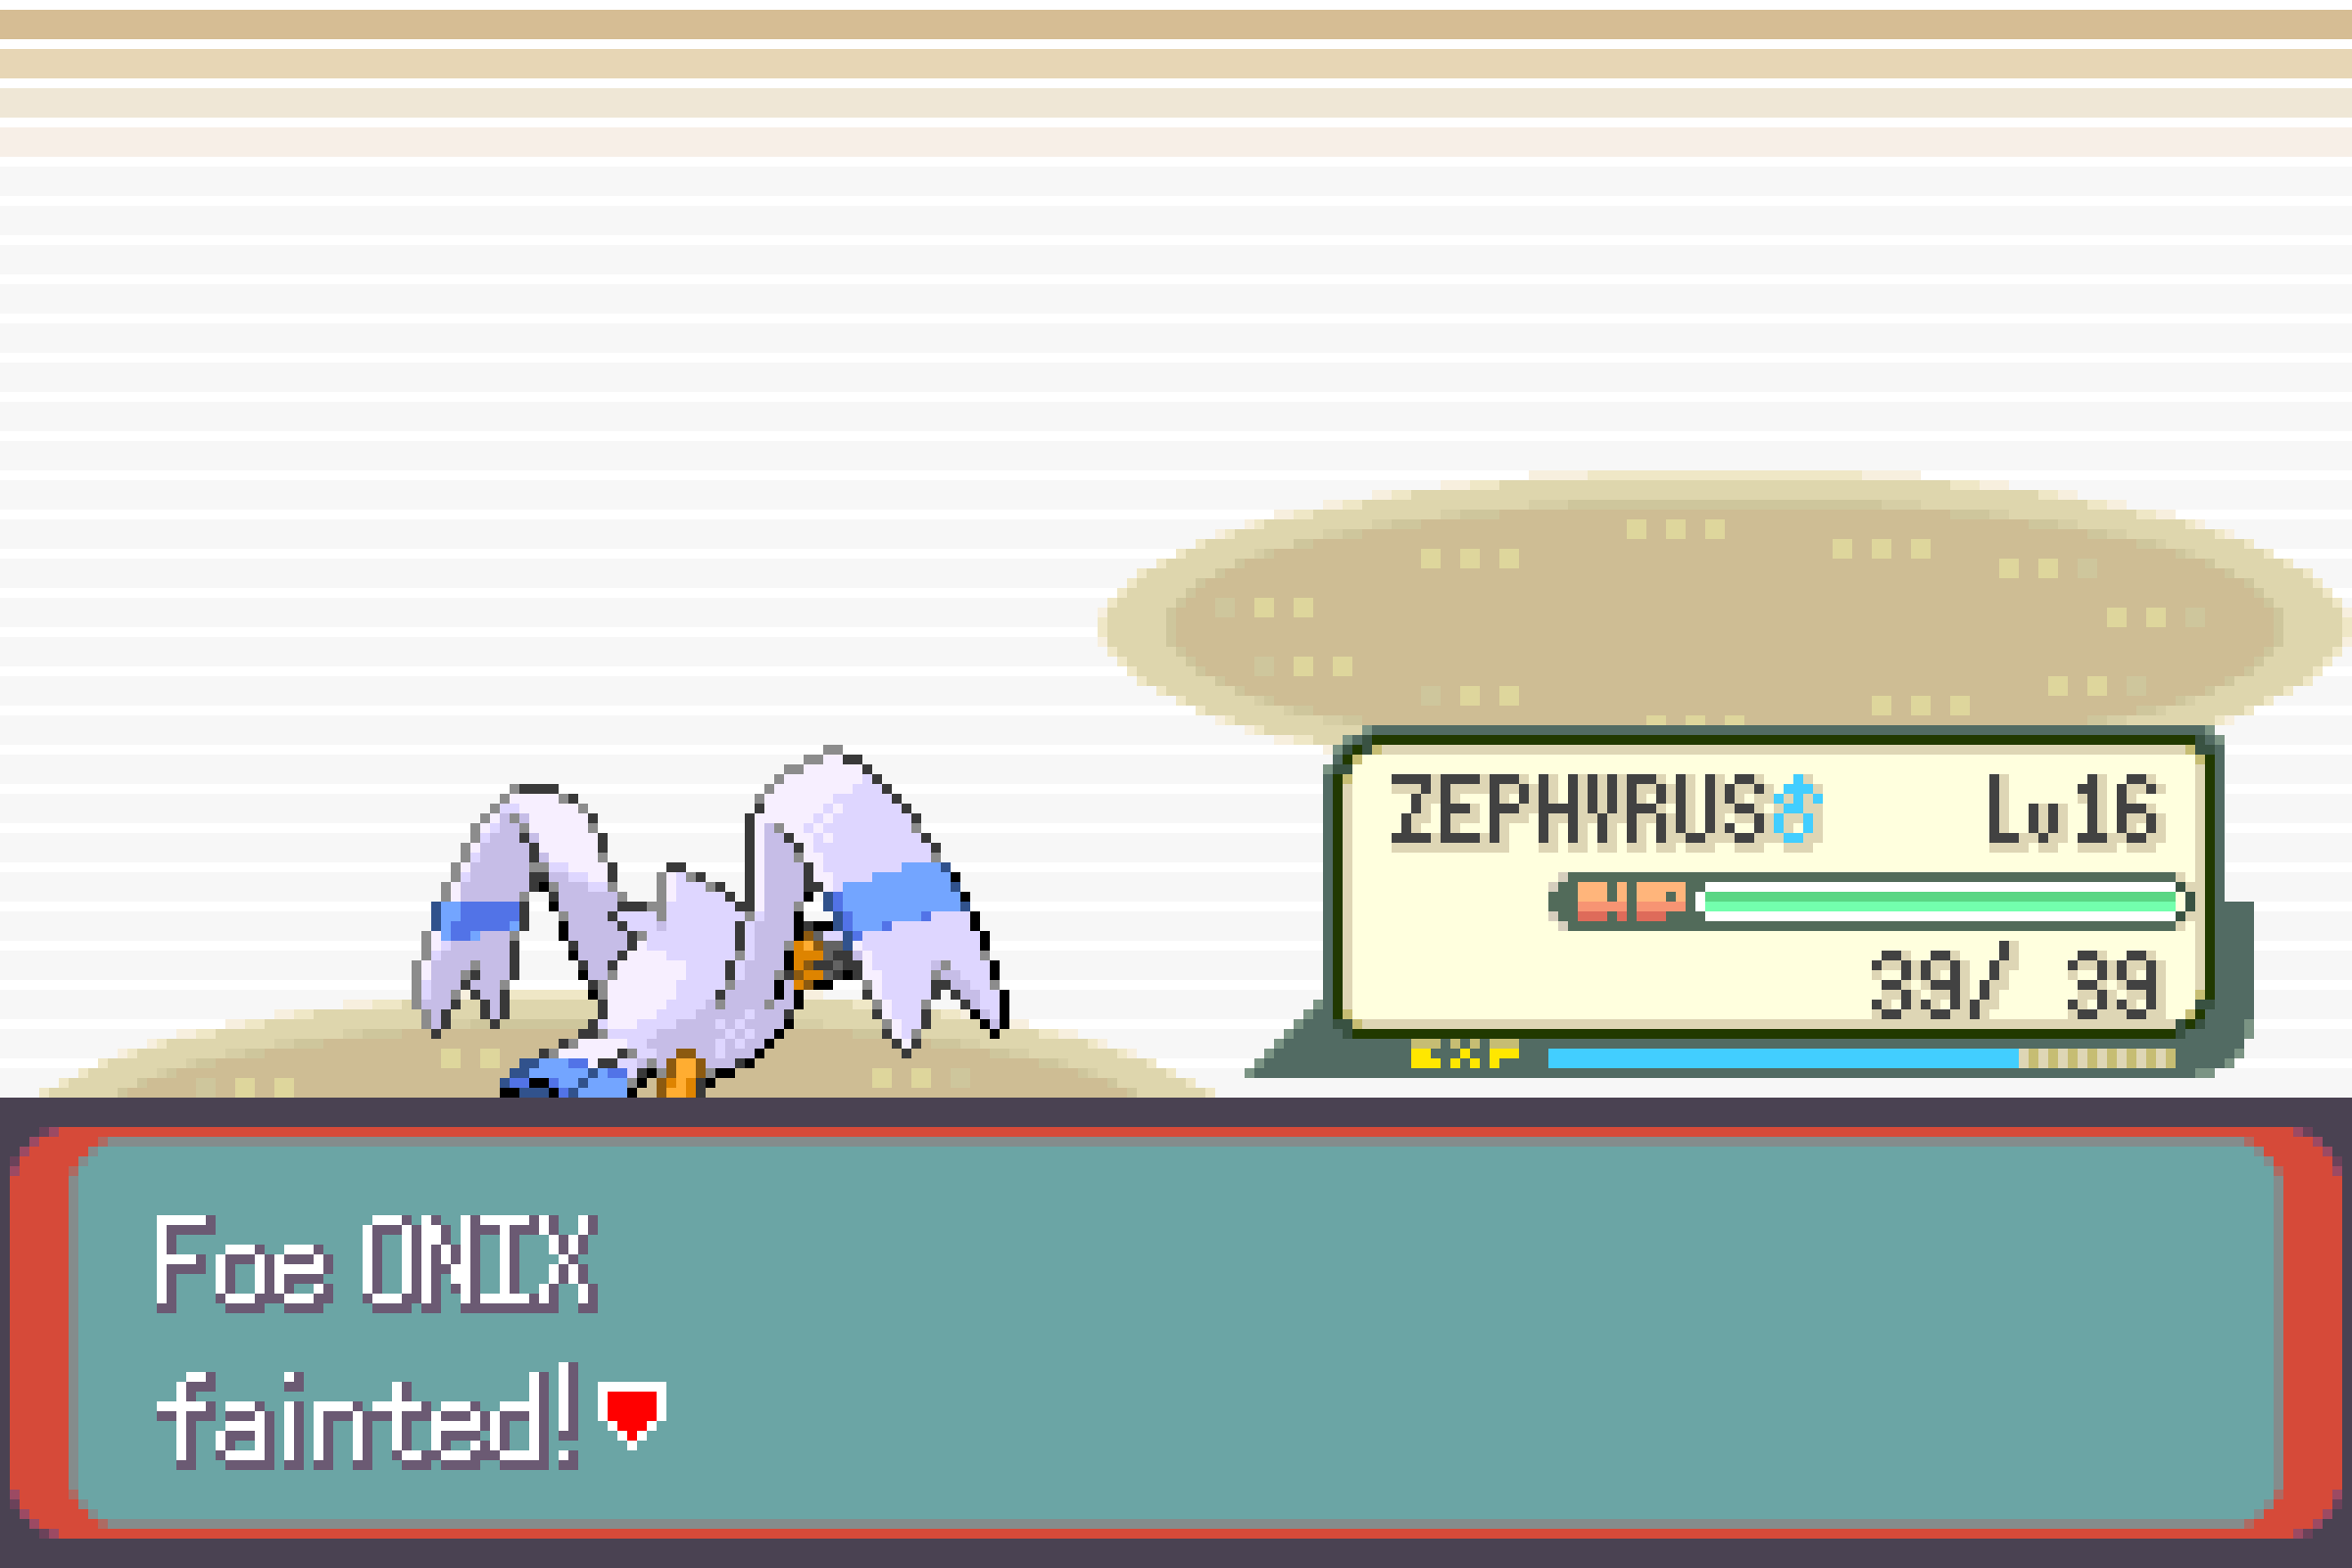 ZEPHYRUS♂ Lv16
HP
39/ 39
EXP
Foe ONIX
fainted!